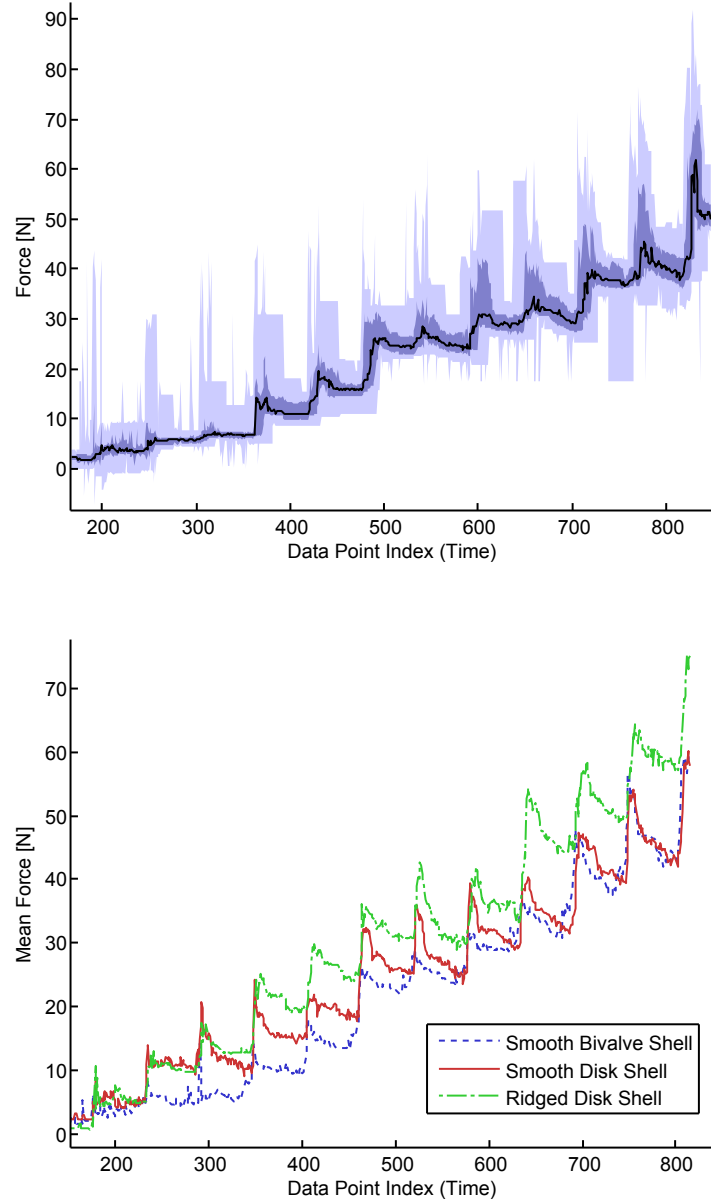 90
80
70
60
50
40
30
20
10
0
Force [N]
200 300 400 500 600 700 800
Data Point Index (Time)
70
60
50
40
30
20
10
0
Mean Force [N]
Smooth Bivalve Shell
Smooth Disk Shell
Ridged Disk Shell
200 300 400 500 600 700 800
Data Point Index (Time)